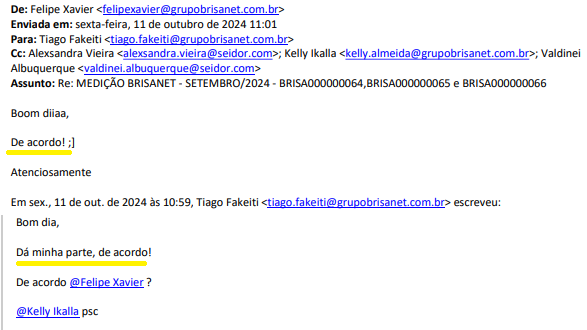 De: Felipe Xavier <felipexavier@grupobrisanet.com.br>
Enviada em: sexta-feira, 11 de outubro de 2024 11:01
Para: Tiago Fakeiti <tiago.fakeiti@grupobrisanet.com.br>
Cc: Alexsandra Vieira <alexsandra.vieira@seidor.com>; Kelly Ikalla <kelly.almeida@grupobrisanet.com.br>; Valdinei
Albuquerque <valdinei.albuquerque@seidor.com>
Assunto: Re: MEDIÇÃO BRISANET - SETEMBRO/2024 - BRISA000000064,BRISA000000065 e BRISA000000066
Boom diiaa,
De acordo! ;]
Atenciosamente
Em sex., 11 de out. de 2024 às 10:59, Tiago Fakeiti <tiago.fakeiti@grupobrisanet.com.br> escreveu:
Bom dia,
Dá minha parte, de acordo!
De acordo @Felipe Xavier ?
@Kelly Ikalla psc